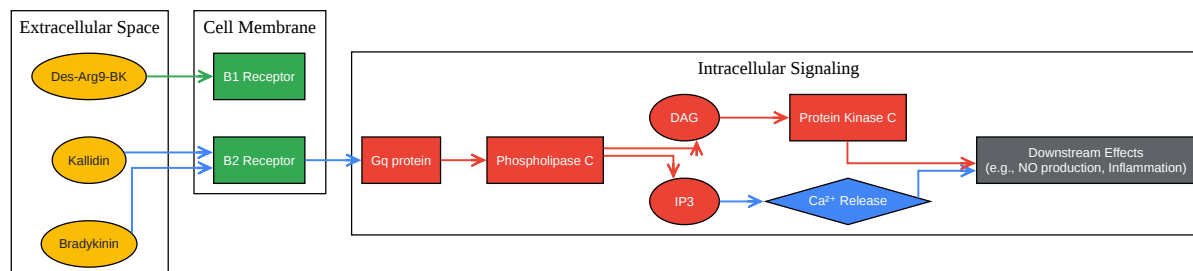 Extracellular Space
Des-Arg9-BK
Kallidin
Bradykinin
Cell Membrane
B1 Receptor
B2 Receptor
Intracellular Signaling
Gq protein
Phospholipase C
DAG
IP3
Protein Kinase C
Ca²⁺ Release
Downstream Effects
(e.g., NO production, Inflammation)